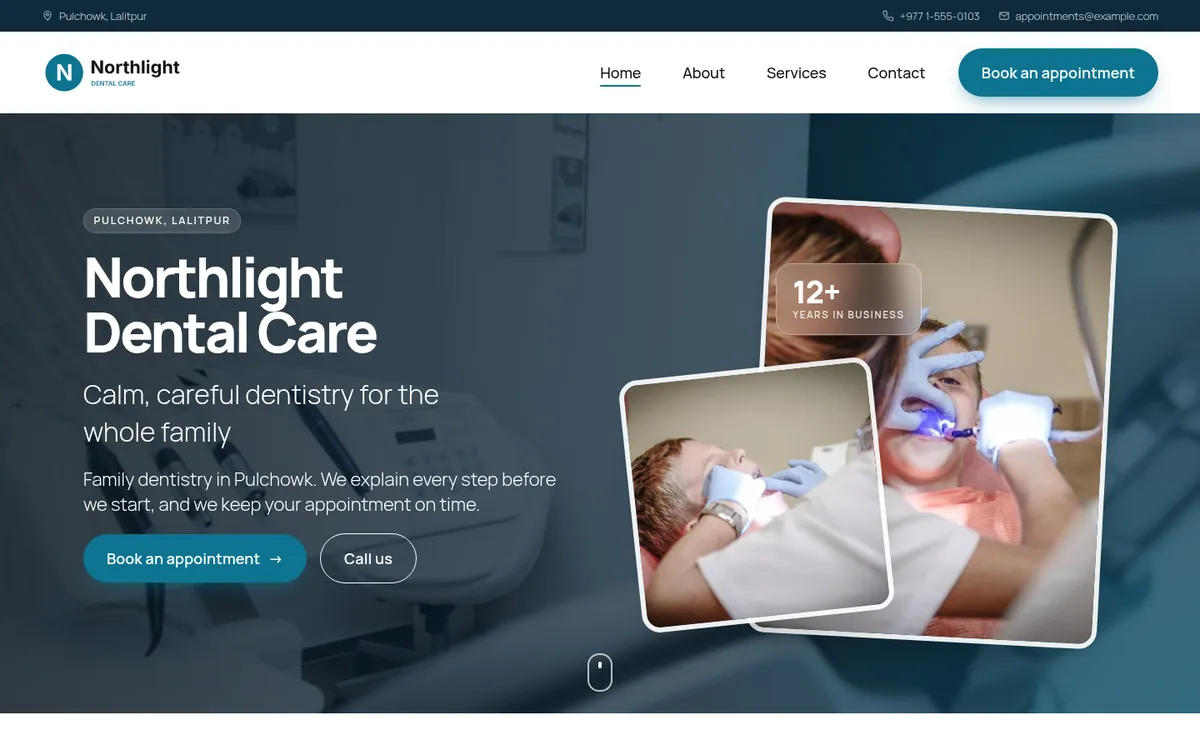 Pulchowk, Lalitpur
+977 1-555-0103
appointments@example.com
N
Northlight
DENTAL CARE
Home
About
Services
Contact
Book an appointment
PULCHOWK, LALITPUR
Northlight
Dental Care
Calm, careful dentistry for the
whole family
Family dentistry in Pulchowk. We explain every step before
we start, and we keep your appointment on time.
Book an appointment →
Call us
12+
YEARS IN BUSINESS